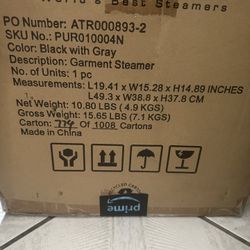 World's Best Steamers
PO Number: ATR000893-2
SKU No.: PUR010004N
Color: Black with Gray
Description: Garment Steamer
No. of Units: 1 pc
Measurements: L19.41 x W15.28 x H14.89 INCHES
L49.3 x W38.8 x H37.8 CM
Net Weight: 10.80 LBS ( 4.9 KGS)
Gross Weight: 15.65 LBS (7.1 KGS)
Carton: 774 Of 1008 Cartons
prime